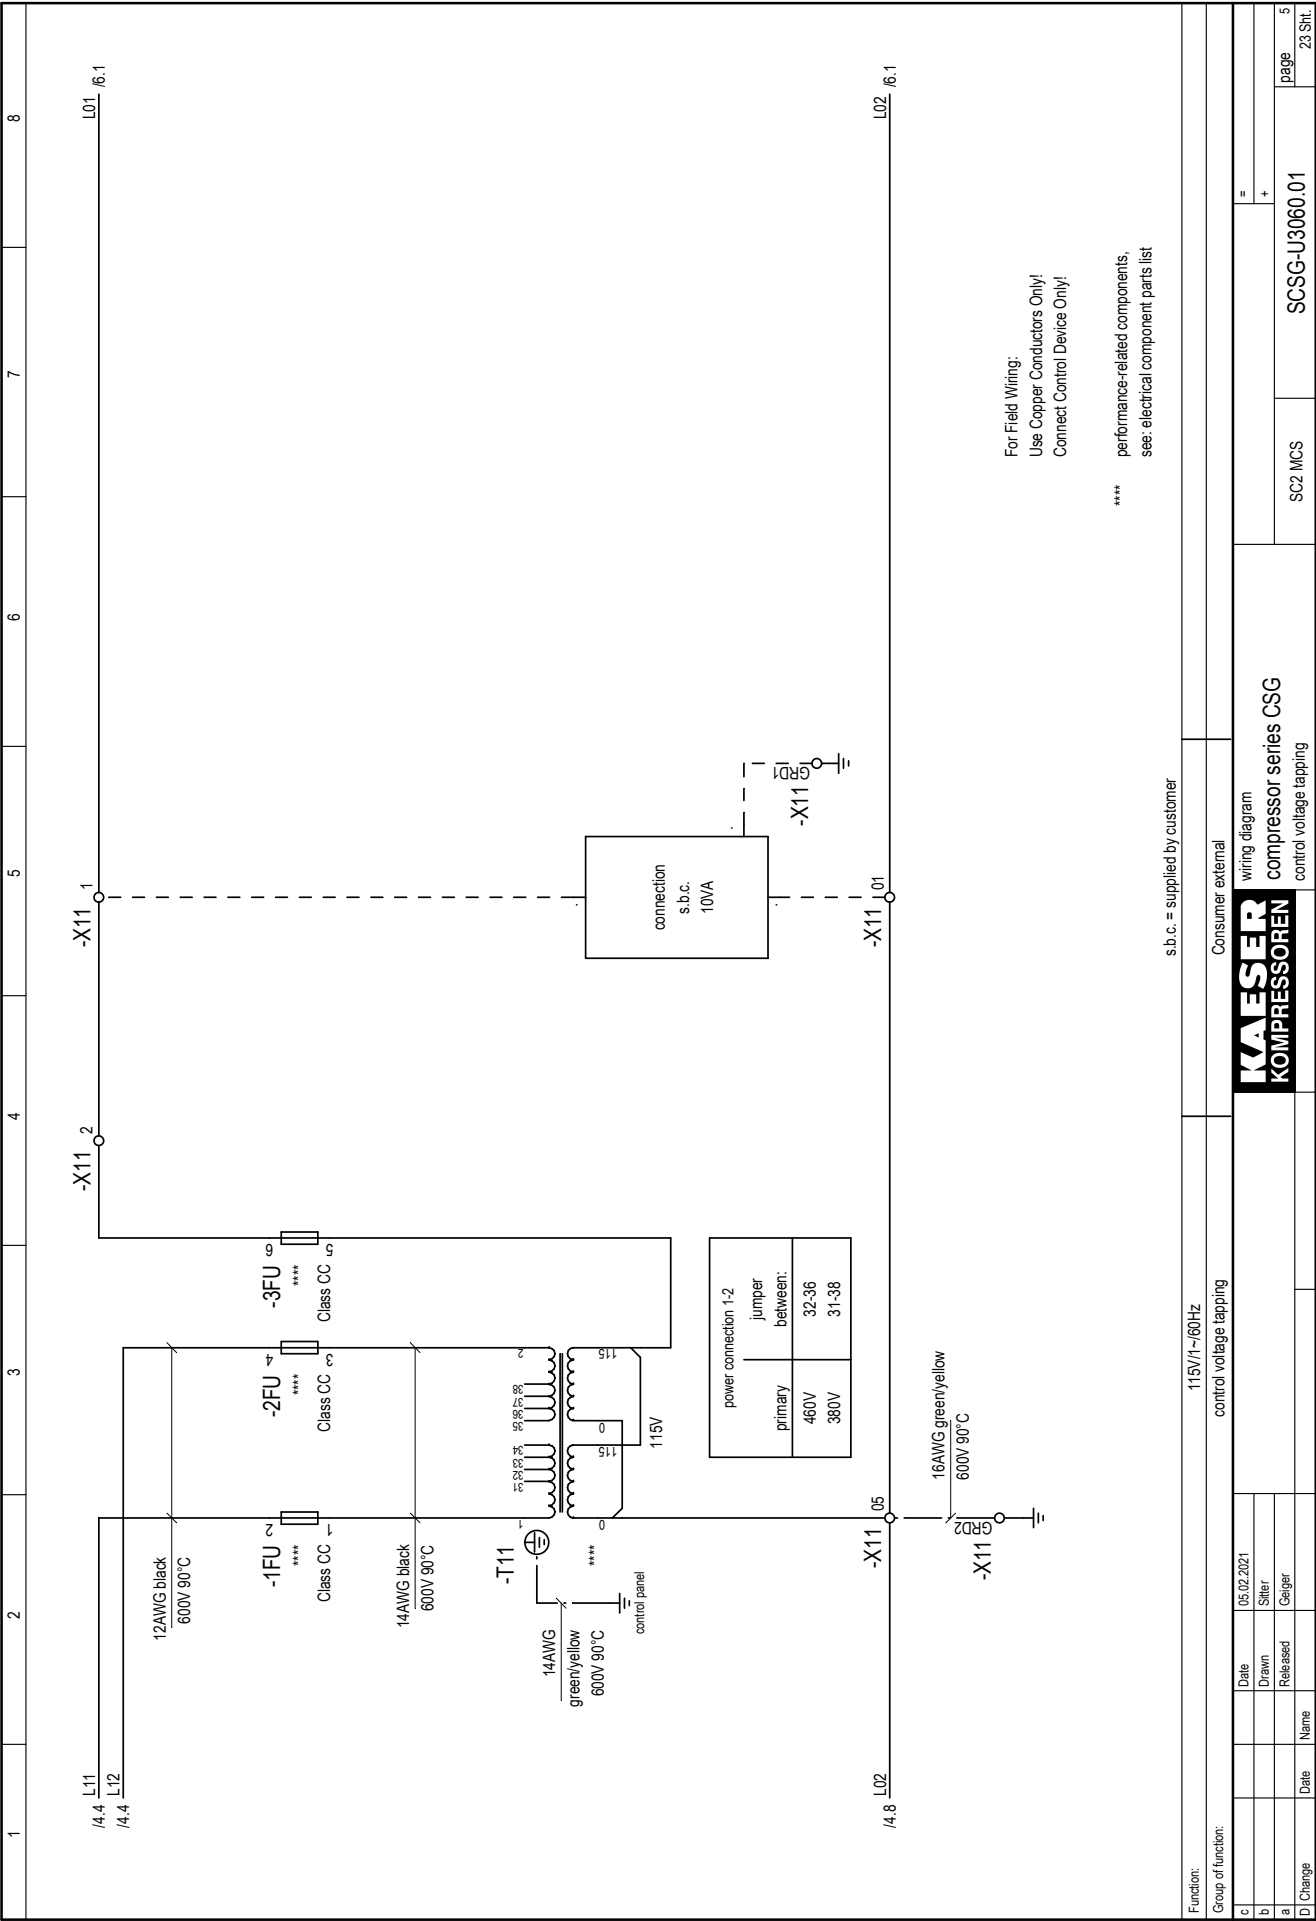 1 2 3 4 5 6 7 8
/4.4 L11
/4.4 L12
L01 /6.1
12AWG black
600V 90°C
-1FU 2
****
Class CC 1
-2FU 4
****
Class CC 3
-3FU 6
****
Class CC 5
-X11 2
-X11 1
14AWG black
600V 90°C
-T11
1 31 32 33 34 35 36 37 38 2
0 115 0 115
****
115V
14AWG
green/yellow
600V 90°C
control panel
power connection 1-2
primary jumper between:
460V 32-36
380V 31-38
connection
s.b.c.
10VA
-X11 GRD1
/4.8 L02
-X11 05
-X11 01
L02 /6.1
16AWG green/yellow
600V 90°C
-X11 GRD2
For Field Wiring:
Use Copper Conductors Only!
Connect Control Device Only!
**** performance-related components,
see: electrical component parts list
s.b.c. = supplied by customer
Function: 115V/1~/60Hz
Group of function: control voltage tapping Consumer external
c Date 05.02.2021
b Drawn Sitter
a Released Geiger
D Change Date Name
KAESER
KOMPRESSOREN
wiring diagram
compressor series CSG
control voltage tapping
SC2 MCS
=
+
SCSG-U3060.01
page 5
23 Sht.